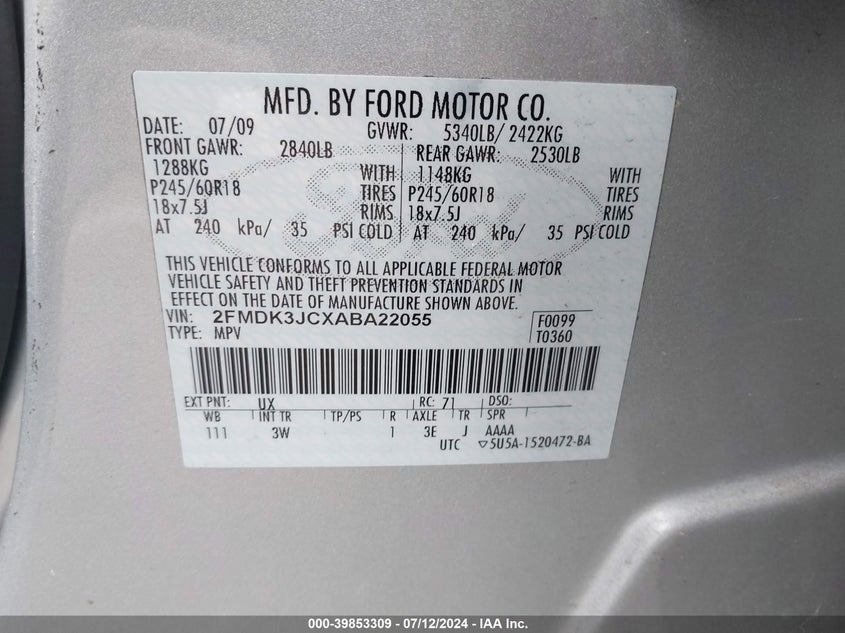 MFD. BY FORD MOTOR CO.
DATE: 07/09 GVWR: 5340LB/ 2422KG
FRONT GAWR: 2840LB REAR GAWR: 2530LB
1288KG WITH 1148KG WITH
P245/60R18 TIRES P245/60R18 TIRES
18x7.5J RIMS 18x7.5J RIMS
AT 240 kPa/ 35 PSI COLD AT 240 kPa/ 35 PSI COLD
THIS VEHICLE CONFORMS TO ALL APPLICABLE FEDERAL MOTOR
VEHICLE SAFETY AND THEFT PREVENTION STANDARDS IN
EFFECT ON THE DATE OF MANUFACTURE SHOWN ABOVE.
VIN: 2FMDK3JCXABA22055 F0099
TYPE: MPV T0360
EXT PNT: UX RC: 71 DSO:
WB INT TR TP/PS R AXLE TR SPR
111 3W 1 3E J AAAA
UTC ▽5U5A-1520472-BA
000-39853309 - 07/12/2024 - IAA Inc.